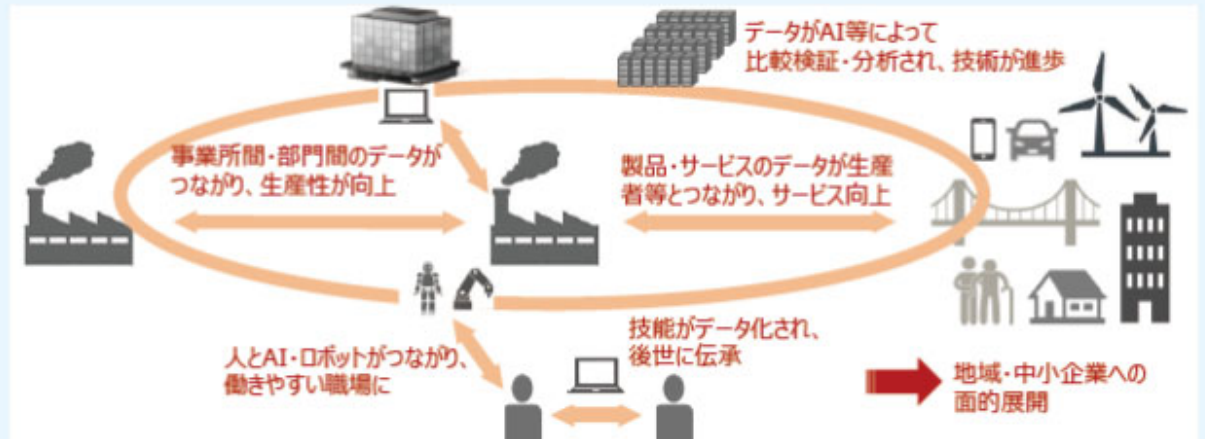 データがAI等によって
比較検証・分析され、技術が進歩
事業所間・部門間のデータが
つながり、生産性が向上
製品・サービスのデータが生産
者等とつながり、サービス向上
人とAI・ロボットがつながり、
働きやすい職場に
技能がデータ化され、
後世に伝承
地域・中小企業への
面的展開